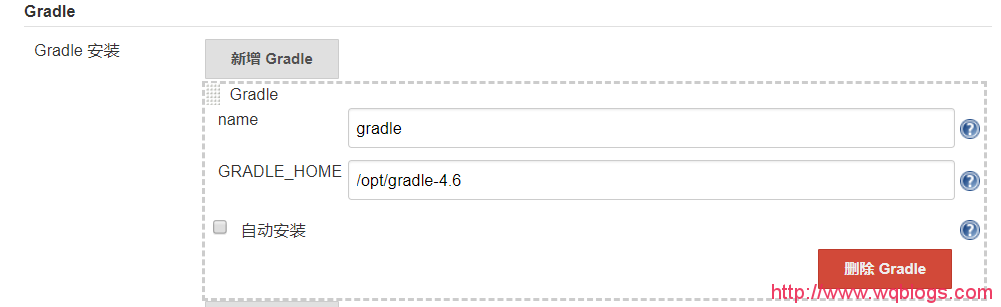 Gradle
Gradle 安装
新增 Gradle
Gradle
name
gradle
GRADLE_HOME
/opt/gradle-4.6
自动安装
删除 Gradle
http://www.wqblogs.com